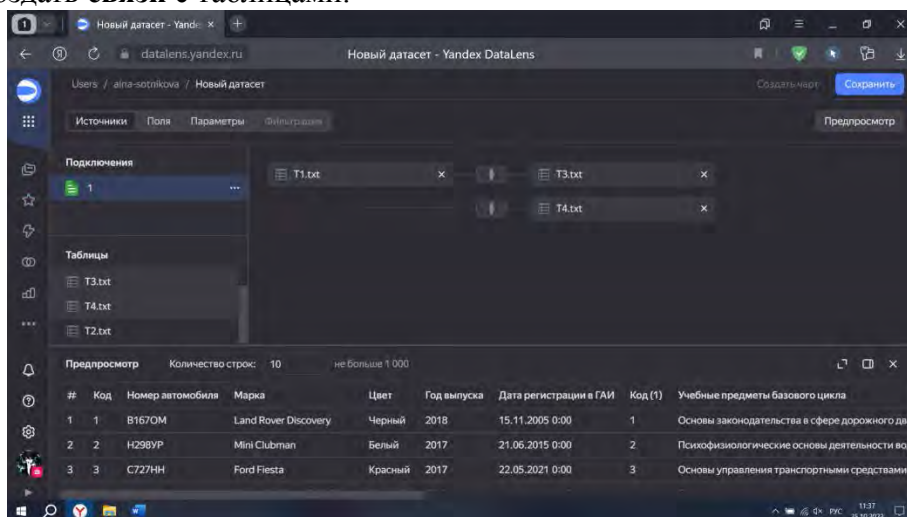 создать связи с таблицами.
1 Новый датасет - Yande × +
datalens.yandex.ru Новый датасет - Yandex DataLens
Users / aina-sotnikova / Новый датасет Создать чарт Сохранить
Источники Поля Параметры Фильтрация Предпросмотр
Подключения
1
T1.txt × T3.txt ×
T4.txt ×
Таблицы
T3.txt
T4.txt
T2.txt
Предпросмотр Количество строк: 10 не больше 1 000
# Код Номер автомобиля Марка Цвет Год выпуска Дата регистрации в ГАИ Код (1) Учебные предметы базового цикла
1 1 В167ОМ Land Rover Discovery Черный 2018 15.11.2005 0:00 1 Основы законодательства в сфере дорожного дв
2 2 Н298УР Mini Clubman Белый 2017 21.06.2015 0:00 2 Психофизиологические основы деятельности во
3 3 С727НН Ford Fiesta Красный 2017 22.05.2021 0:00 3 Основы управления транспортными средствами
РУС 11:37
15.10.2023